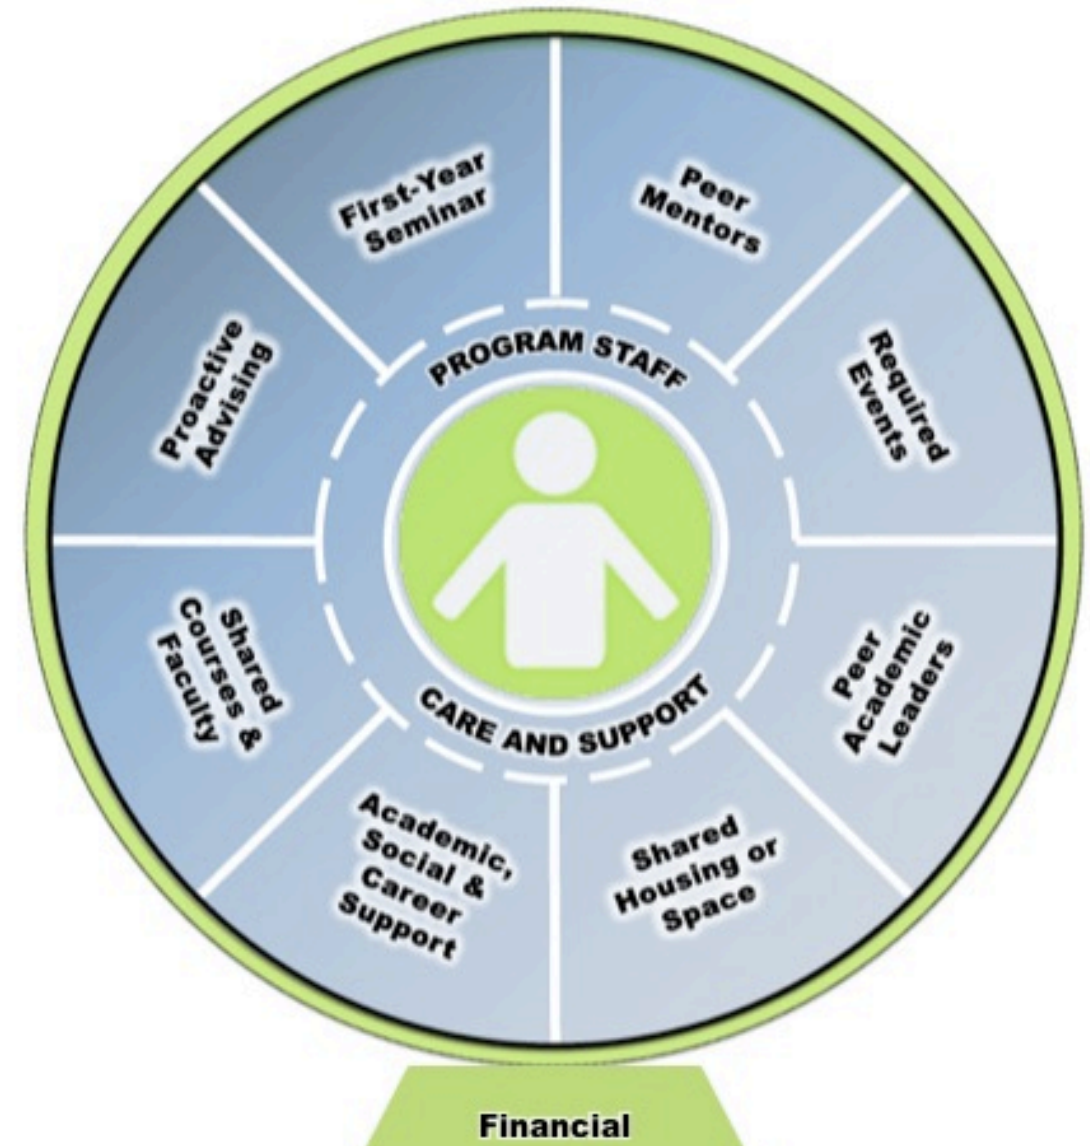 First-Year
Seminar
Peer
Mentors
Required
Events
Peer
Academic
Leaders
Shared
Housing or
Space
Academic,
Social &
Career
Support
Shared
Courses &
Faculty
Proactive
Advising
PROGRAM STAFF
CARE AND SUPPORT
Financial